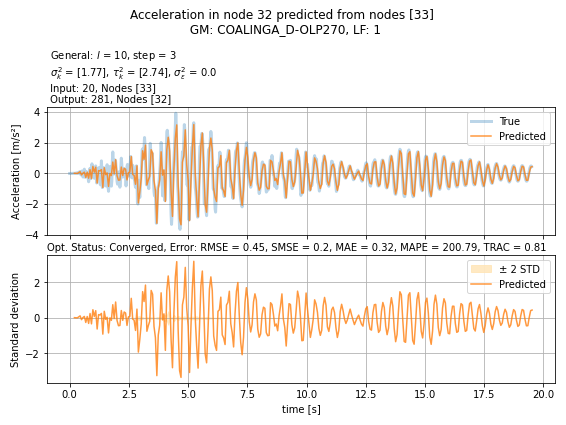 Acceleration in node 32 predicted from nodes [33]
GM: COALINGA_D-OLP270, LF: 1
General: l = 10, step = 3
σ²ₖ = [1.77], τ²ₖ = [2.74], σ²ε = 0.0
Input: 20, Nodes [33]
Output: 281, Nodes [32]
Acceleration [m/s²]
4
2
0
−2
−4
True
Predicted
Opt. Status: Converged, Error: RMSE = 0.45, SMSE = 0.2, MAE = 0.32, MAPE = 200.79, TRAC = 0.81
Standard deviation
2
0
−2
± 2 STD
Predicted
0.0 2.5 5.0 7.5 10.0 12.5 15.0 17.5 20.0
time [s]